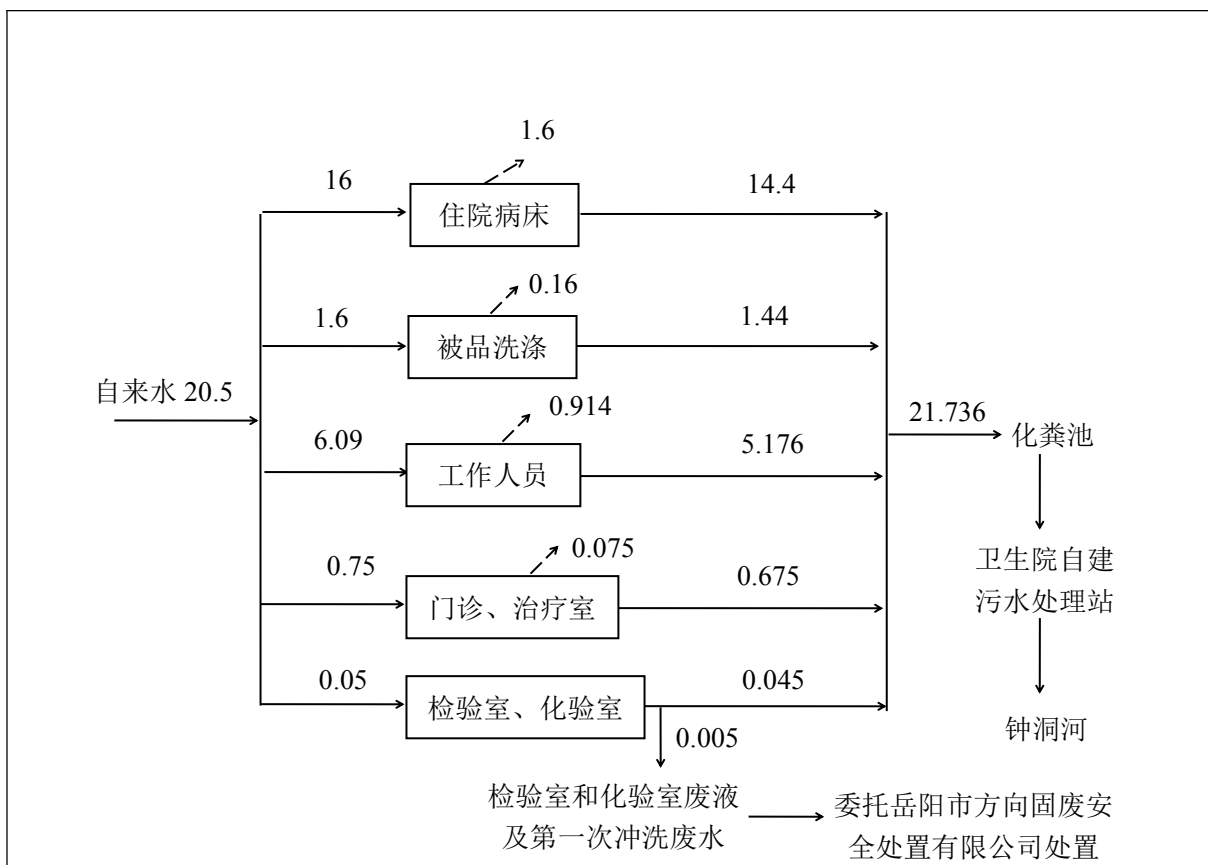 1.6
16
住院病床
14.4
0.16
1.6
被品洗涤
1.44
自来水 20.5
0.914
6.09
工作人员
5.176
21.736
化粪池
0.075
0.75
门诊、治疗室
0.675
卫生院自建
污水处理站
0.05
检验室、化验室
0.045
0.005
钟洞河
检验室和化验室废液
及第一次冲洗废水
委托岳阳市方向固废安
全处置有限公司处置